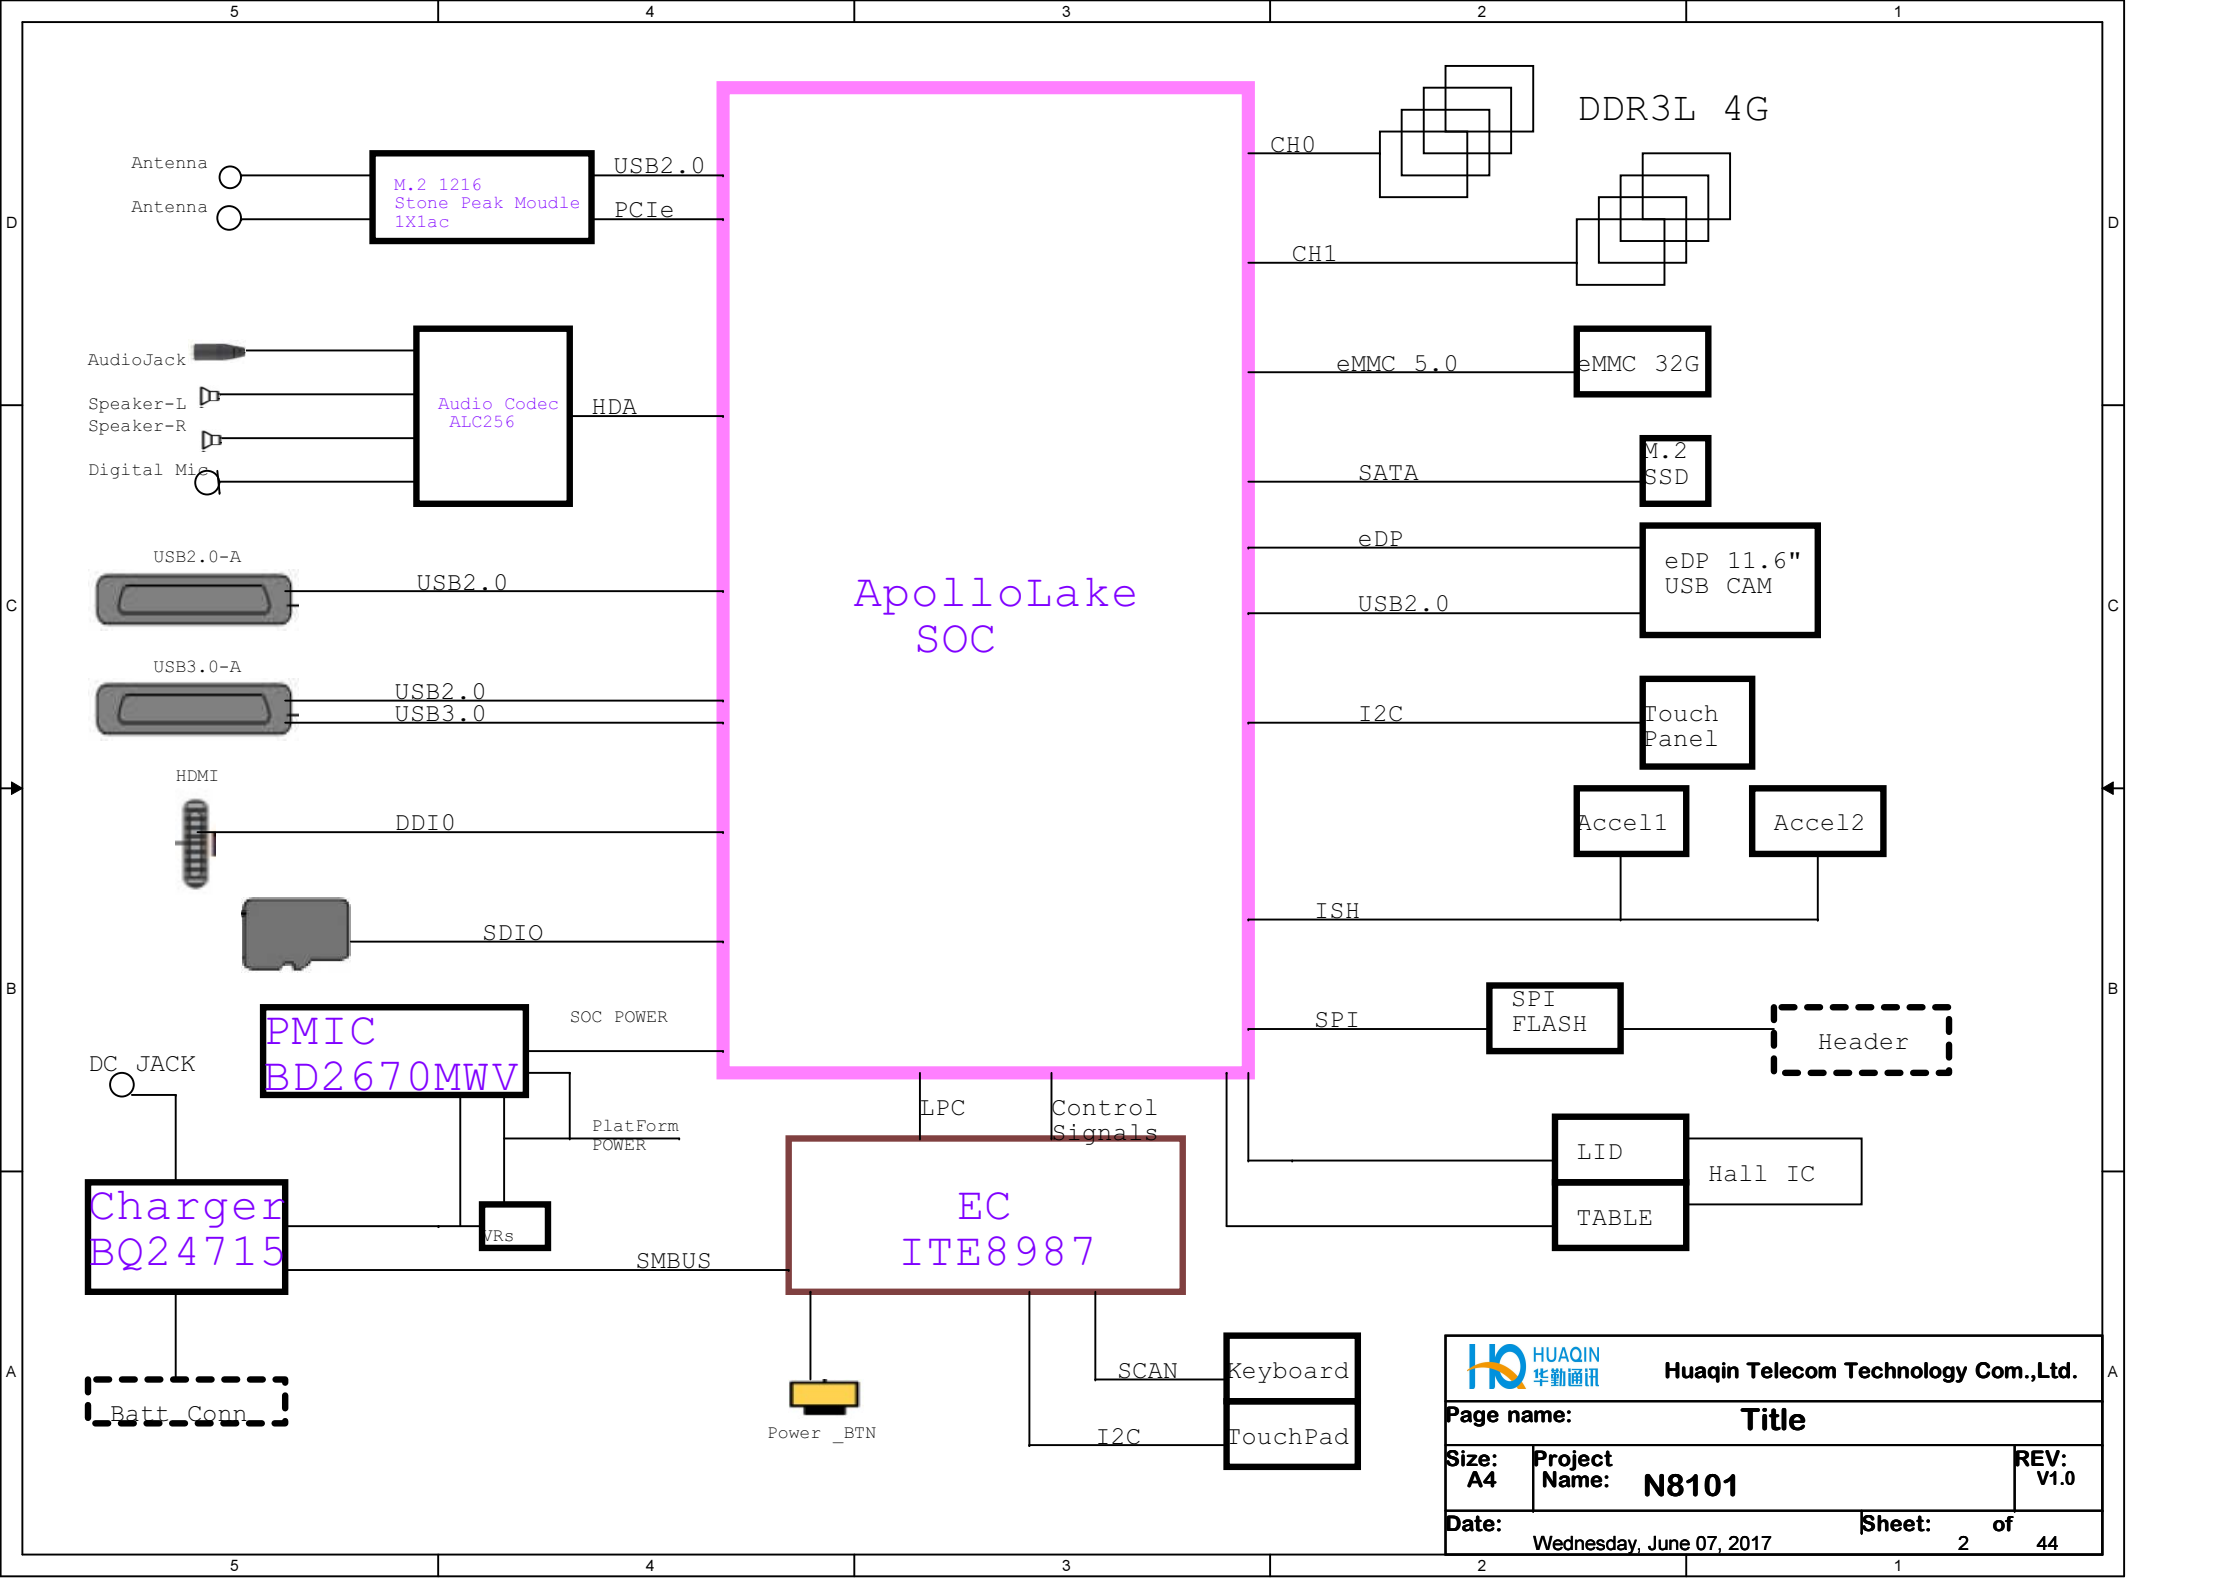 5 4 3 2 1
D
D
C
C
B
B
A
A
Antenna
Antenna
M.2 1216
Stone Peak Moudle
1X1ac
USB2.0
PCIe
CH0
DDR3L 4G
CH1
AudioJack
Speaker-L
Speaker-R
Digital Mic
Audio Codec
ALC256
HDA
eMMC 5.0
eMMC 32G
SATA
M.2
SSD
USB2.0-A
USB2.0
ApolloLake
SOC
eDP
USB2.0
eDP 11.6"
USB CAM
USB3.0-A
USB2.0
USB3.0
I2C
Touch
Panel
HDMI
DDI0
Accel1
Accel2
SDIO
ISH
PMIC
BD2670MWV
SOC POWER
SPI
SPI
FLASH
Header
DC JACK
PlatForm
POWER
LPC
Control
Signals
LID
TABLE
Hall IC
Charger
BQ24715
VRs
SMBUS
EC
ITE8987
Batt Conn
Power _BTN
SCAN
I2C
Keyboard
TouchPad
HUAQIN
华勤通讯
Huaqin Telecom Technology Com.,Ltd.
Page name: Title
Size:
A4
Project
Name: N8101
REV:
V1.0
Date:
Wednesday, June 07, 2017
Sheet: 2 of 44
5 4 3 2 1